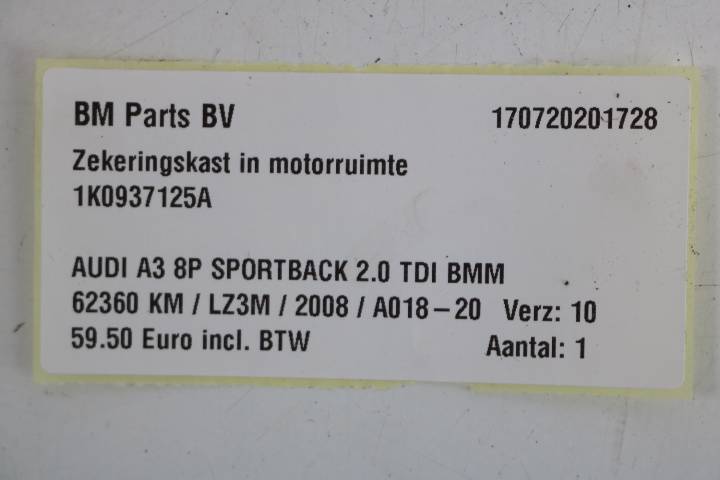 BM Parts BV 170720201728
Zekeringskast in motorruimte
1K0937125A
AUDI A3 8P SPORTBACK 2.0 TDI BMM
62360 KM / LZ3M / 2008 / A018-20 Verz: 10
59.50 Euro incl. BTW Aantal: 1